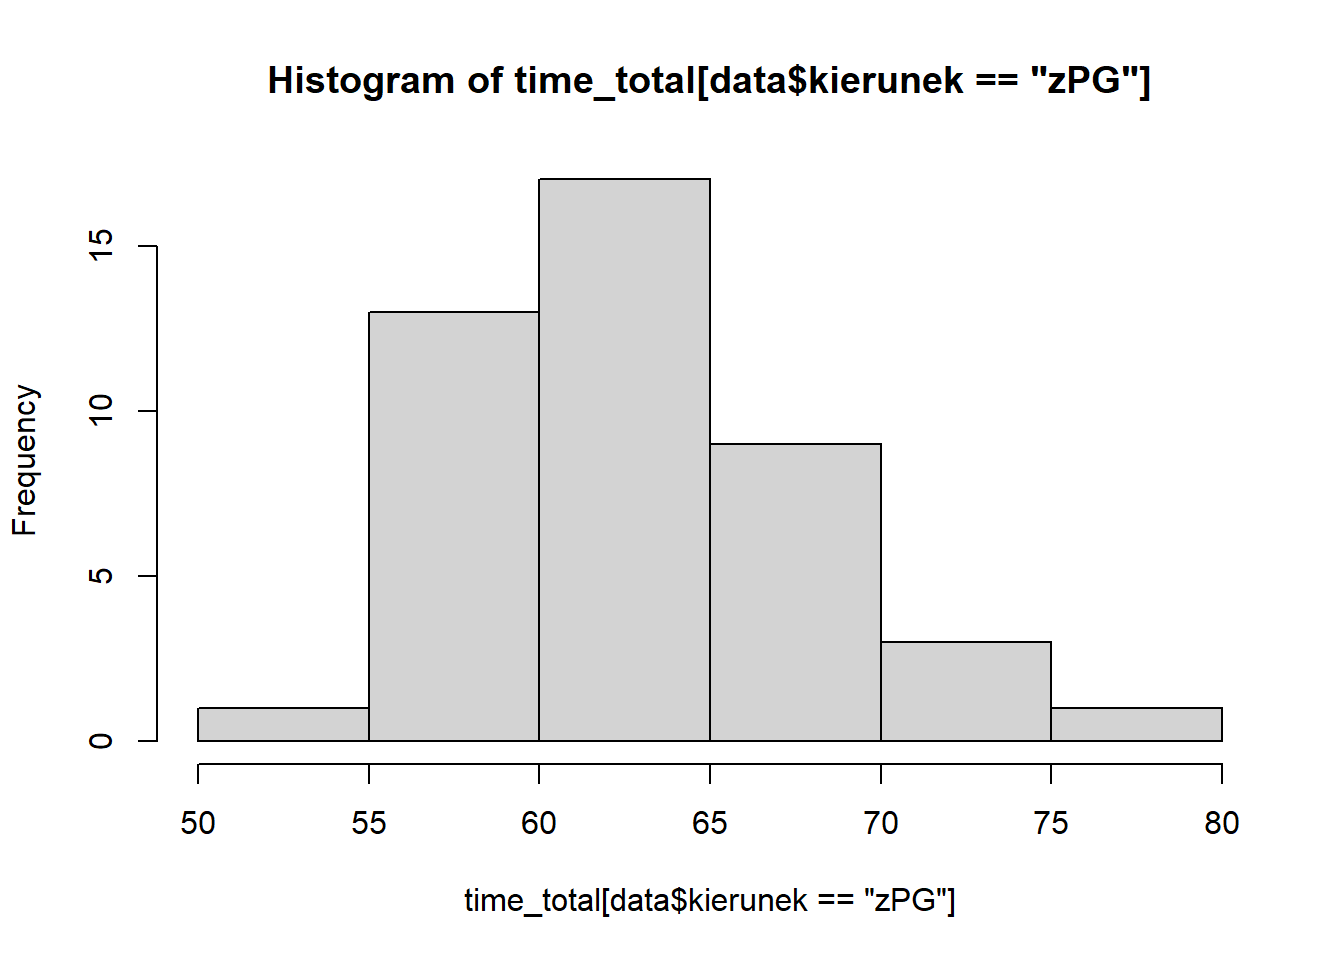 Histogram of time_total[data$kierunek == "zPG"]
Frequency
15
10
5
0
50 55 60 65 70 75 80
time_total[data$kierunek == "zPG"]